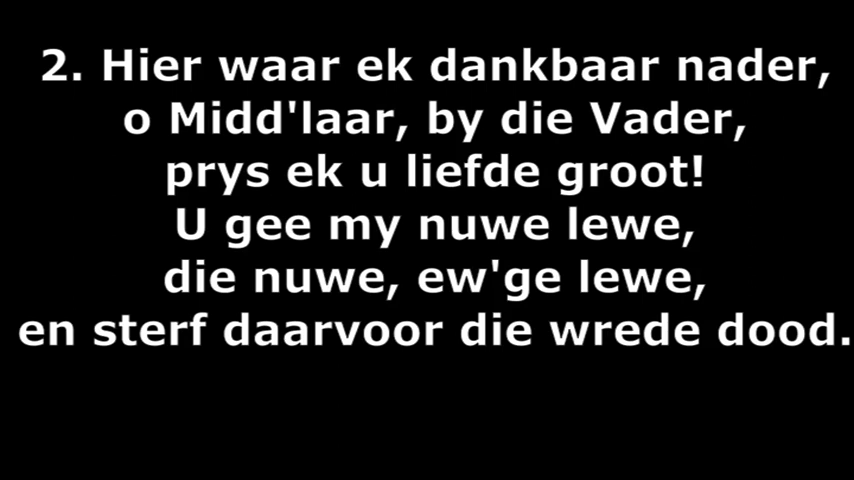 2. Hier waar ek dankbaar nader,
o Midd'laar, by die Vader,
prys ek u liefde groot!
U gee my nuwe lewe,
die nuwe, ew'ge lewe,
en sterf daarvoor die wrede dood.